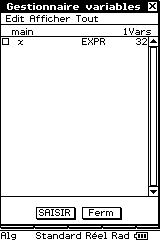 Gestionnaire variables
Edit Afficher Tout
main 1Vars
x EXPR 32
SAISIR Ferm
Alg Standard Réel Rad